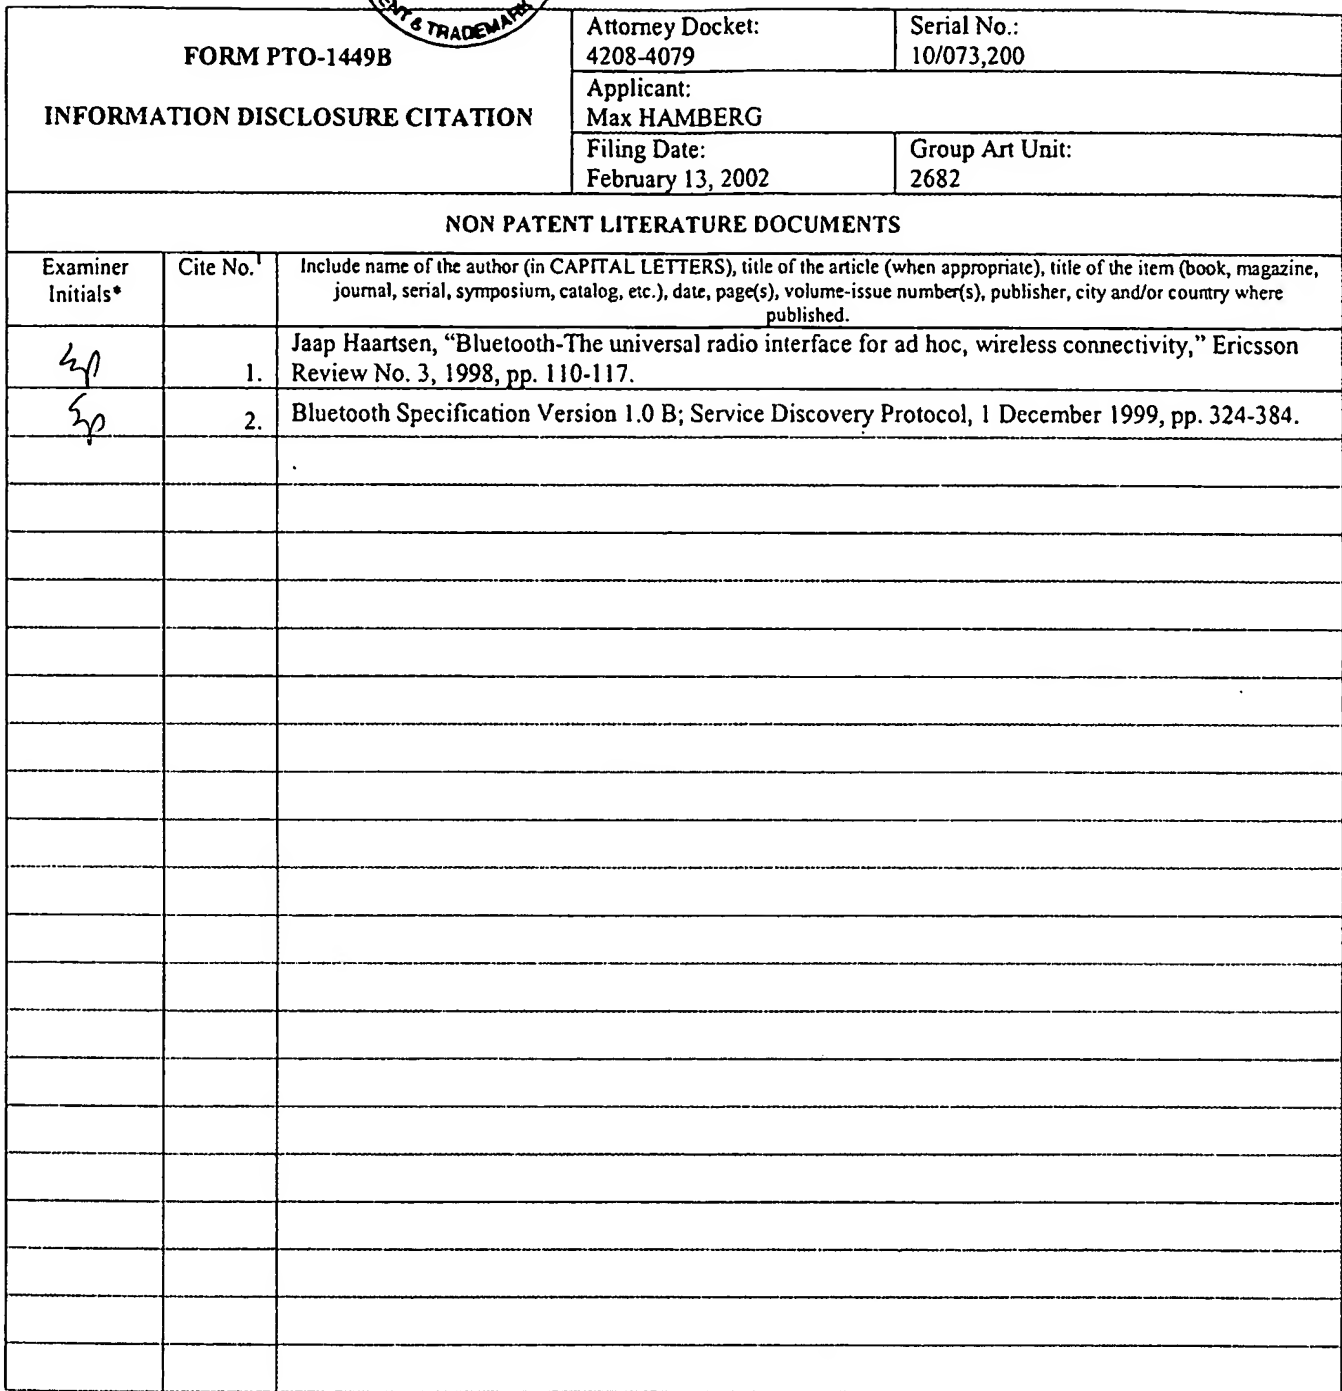 ENT & TRADEMARK
FORM PTO-1449B
INFORMATION DISCLOSURE CITATION
Attorney Docket:
4208-4079
Serial No.:
10/073,200
Applicant:
Max HAMBERG
Filing Date:
February 13, 2002
Group Art Unit:
2682
NON PATENT LITERATURE DOCUMENTS
Examiner
Initials*
Cite No.1
Include name of the author (in CAPITAL LETTERS), title of the article (when appropriate), title of the item (book, magazine,
journal, serial, symposium, catalog, etc.), date, page(s), volume-issue number(s), publisher, city and/or country where
published.
1.
Jaap Haartsen, “Bluetooth-The universal radio interface for ad hoc, wireless connectivity,” Ericsson
Review No. 3, 1998, pp. 110-117.
2.
Bluetooth Specification Version 1.0 B; Service Discovery Protocol, 1 December 1999, pp. 324-384.